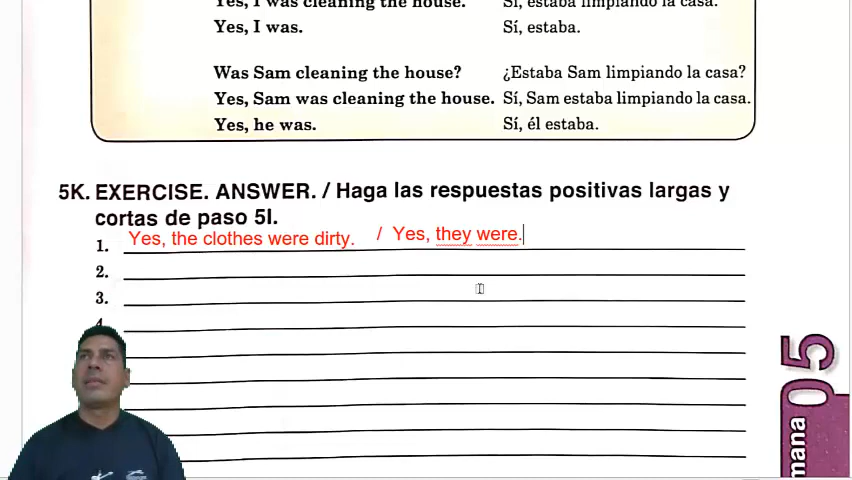 Yes, I was cleaning the house. Sí, estaba limpiando la casa.
Yes, I was. Sí, estaba.
Was Sam cleaning the house? ¿Estaba Sam limpiando la casa?
Yes, Sam was cleaning the house. Sí, Sam estaba limpiando la casa.
Yes, he was. Sí, él estaba.
5K. EXERCISE. ANSWER. / Haga las respuestas positivas largas y
cortas de paso 5I.
1. Yes, the clothes were dirty. / Yes, they were.
2.
3.
4.
05
mana